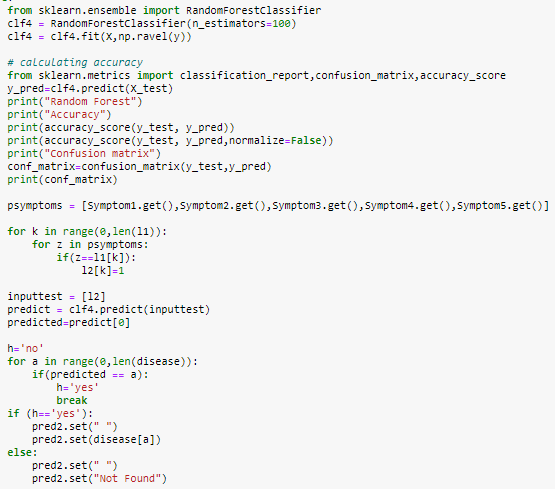 from sklearn.ensemble import RandomForestClassifier
clf4 = RandomForestClassifier(n_estimators=100)
clf4 = clf4.fit(X,np.ravel(y))

# calculating accuracy
from sklearn.metrics import classification_report,confusion_matrix,accuracy_score
y_pred=clf4.predict(X_test)
print("Random Forest")
print("Accuracy")
print(accuracy_score(y_test, y_pred))
print(accuracy_score(y_test, y_pred,normalize=False))
print("Confusion matrix")
conf_matrix=confusion_matrix(y_test,y_pred)
print(conf_matrix)

psymptoms = [Symptom1.get(),Symptom2.get(),Symptom3.get(),Symptom4.get(),Symptom5.get()]

for k in range(0,len(l1)):
    for z in psymptoms:
        if(z==l1[k]):
            l2[k]=1

inputtest = [l2]
predict = clf4.predict(inputtest)
predicted=predict[0]

h='no'
for a in range(0,len(disease)):
    if(predicted == a):
        h='yes'
        break
if (h=='yes'):
    pred2.set(" ")
    pred2.set(disease[a])
else:
    pred2.set(" ")
    pred2.set("Not Found")